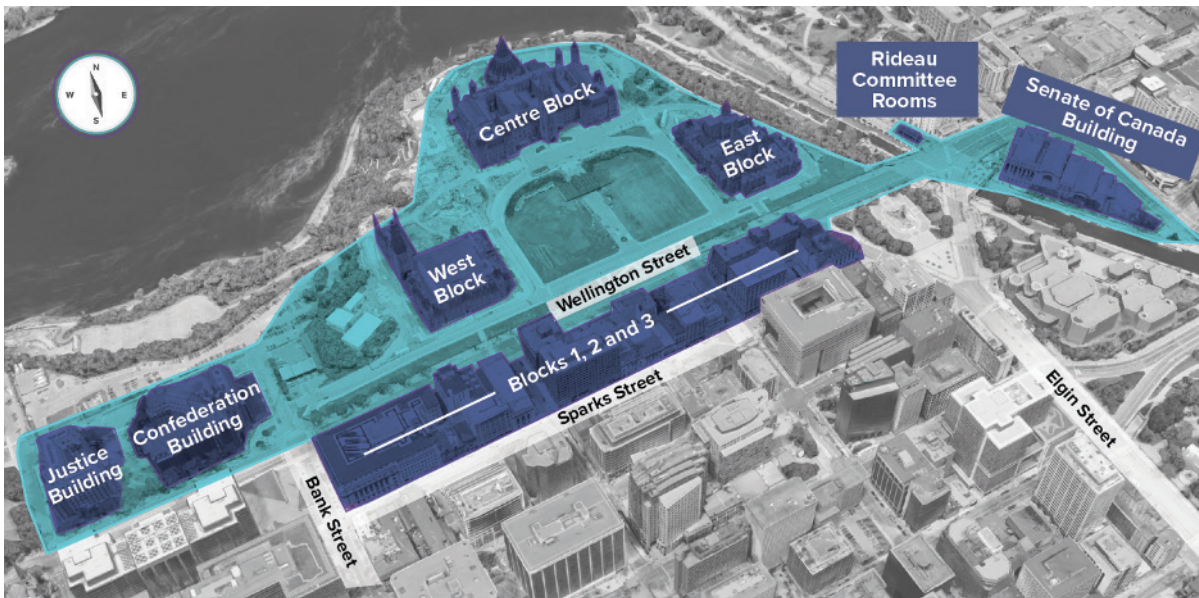 N
W E
S
Centre Block
East
Block
Rideau
Committee
Rooms
Senate of Canada
Building
West
Block
Wellington Street
Blocks 1, 2 and 3
Sparks Street
Confederation
Building
Justice
Building
Bank Street
Elgin Street